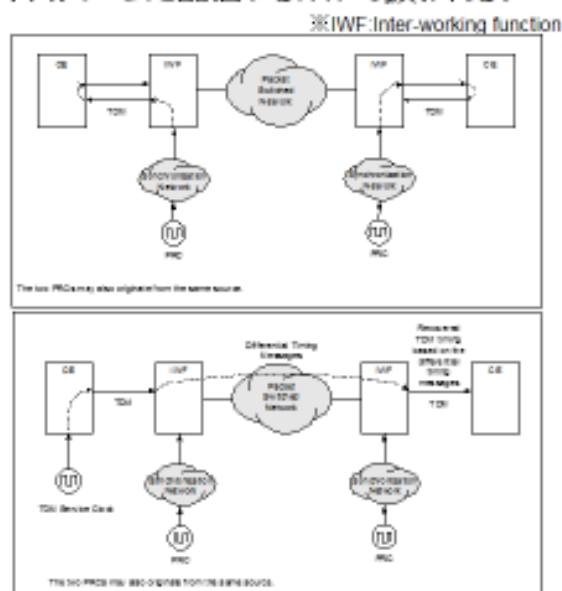 ※IWF:Inter-working function
CE
IWF
Packet
Switched
Network
IWF
CE
TDM
TDM
Synchronization
Network
Synchronization
Network
PRC
PRC
The two PRCs may also originate from the same source.
Differential Timing
Messages
Recovered
TDM timing
based on the
differential
timing
messages
CE
IWF
Packet
Switched
Network
IWF
CE
TDM
TDM
Synchronization
Network
Synchronization
Network
TDM Service Clock
PRC
PRC
The two PRCs may also originate from the same source.